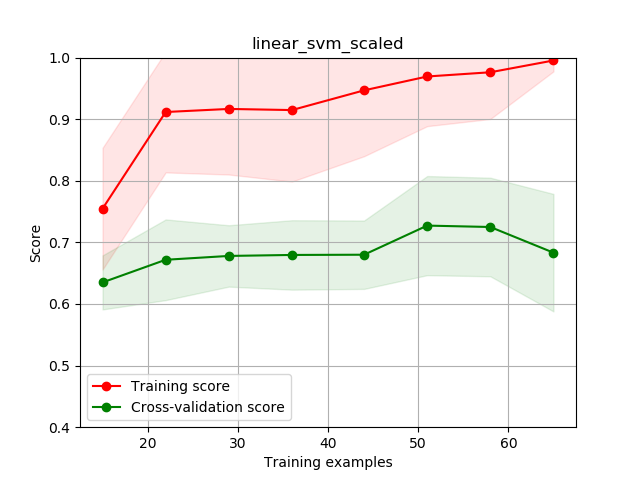 linear_svm_scaled
1.0
0.9
0.8
0.7
0.6
0.5
0.4
Score
Training score
Cross-validation score
20 30 40 50 60
Training examples